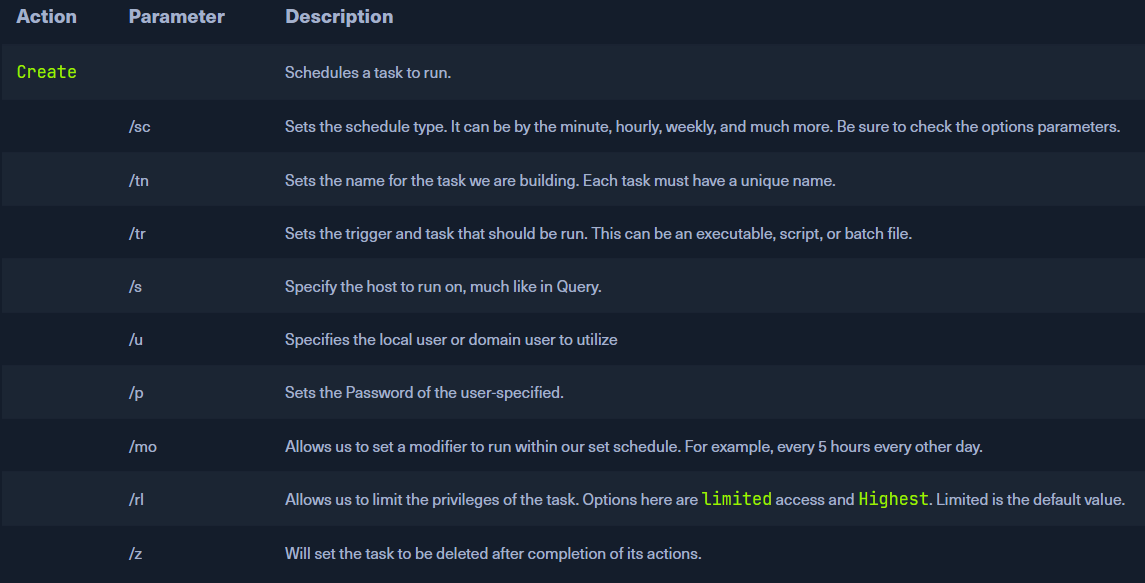 Action Parameter Description
Create Schedules a task to run.
/sc Sets the schedule type. It can be by the minute, hourly, weekly, and much more. Be sure to check the options parameters.
/tn Sets the name for the task we are building. Each task must have a unique name.
/tr Sets the trigger and task that should be run. This can be an executable, script, or batch file.
/s Specify the host to run on, much like in Query.
/u Specifies the local user or domain user to utilize
/p Sets the Password of the user-specified.
/mo Allows us to set a modifier to run within our set schedule. For example, every 5 hours every other day.
/rl Allows us to limit the privileges of the task. Options here are limited access and Highest. Limited is the default value.
/z Will set the task to be deleted after completion of its actions.